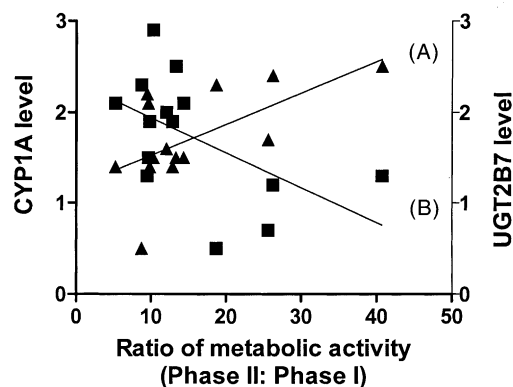 3
2
1
0
CYP1A level
3
2
1
0
UGT2B7 level
(A)
(B)
0 10 20 30 40 50
Ratio of metabolic activity
(Phase II: Phase I)